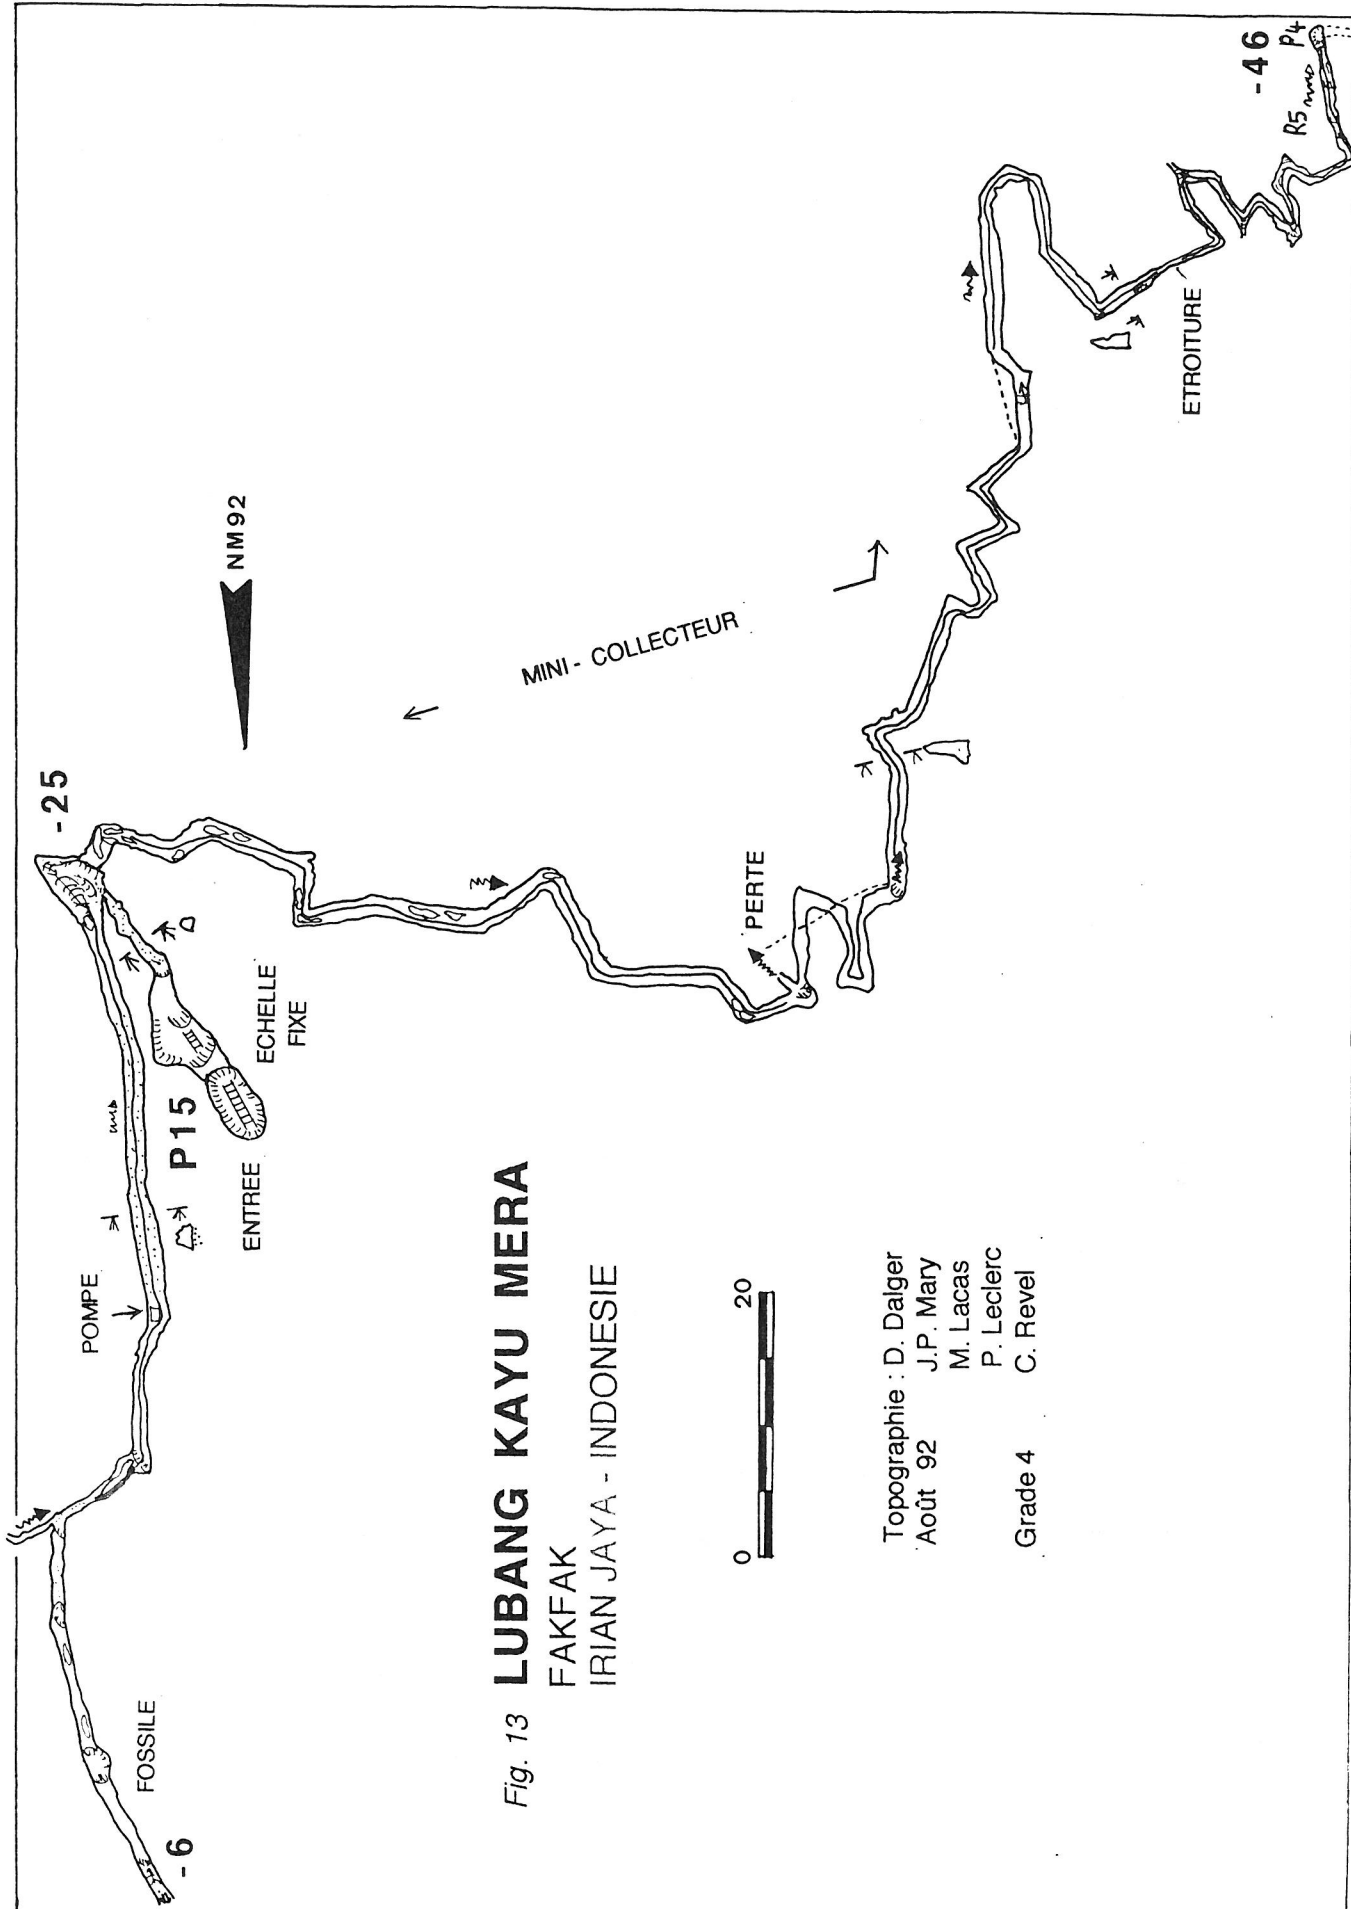 -6
FOSSILE
POMPE
P15
ENTREE
ECHELLE
FIXE
-25
NM92
MINI - COLLECTEUR
PERTE
ETROITURE
R5
P4
-46
Fig. 13 LUBANG KAYU MERA
FAKFAK
IRIAN JAYA - INDONESIE
0 20
Topographie : D. Dalger
Août 92 J.P. Mary
M. Lacas
P. Leclerc
Grade 4 C. Revel